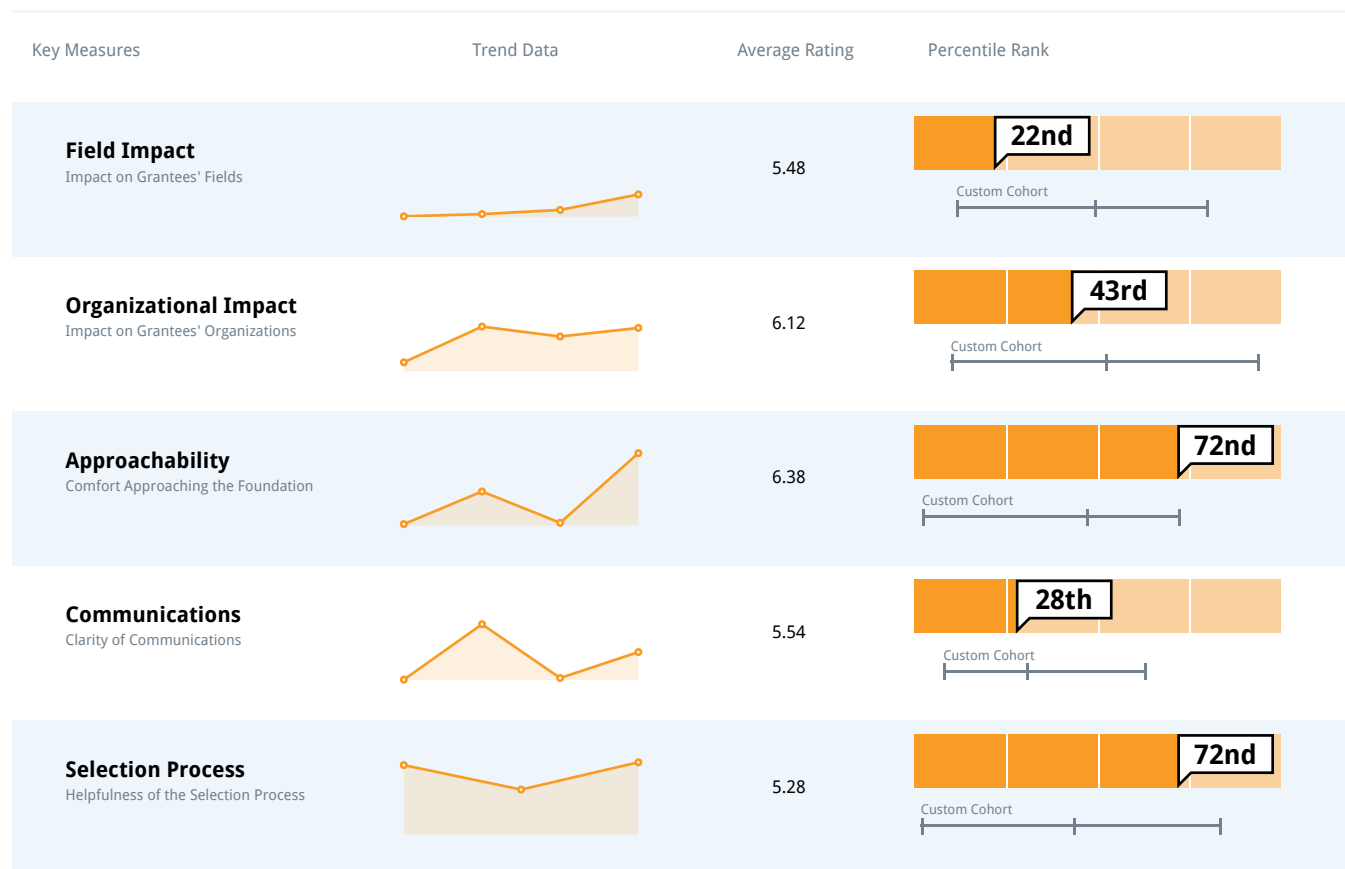 Key Measures
Trend Data
Average Rating
Percentile Rank
Field Impact
Impact on Grantees' Fields
5.48
22nd
Custom Cohort
Organizational Impact
Impact on Grantees' Organizations
6.12
43rd
Custom Cohort
Approachability
Comfort Approaching the Foundation
6.38
72nd
Custom Cohort
Communications
Clarity of Communications
5.54
28th
Custom Cohort
Selection Process
Helpfulness of the Selection Process
5.28
72nd
Custom Cohort